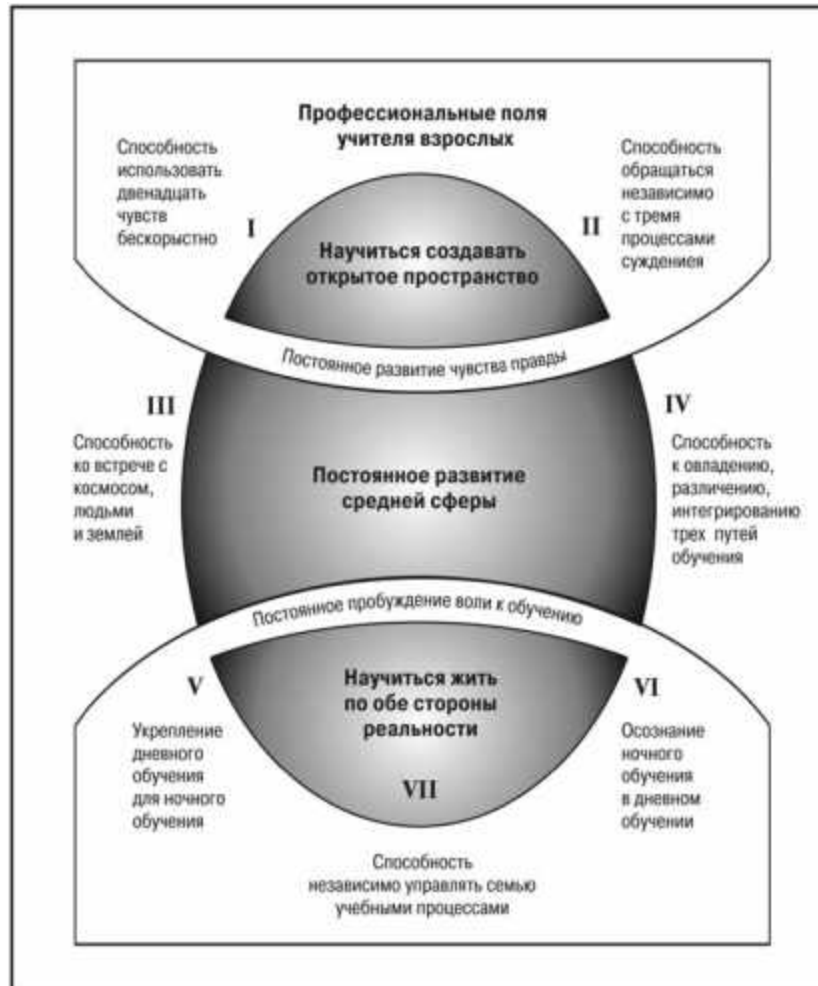 Профессиональные поля
учителя взрослых
Способность
использовать
двенадцать
чувств
бескорыстно
I
II
Способность
обращаться
независимо
с тремя
процессами
суждениея
Научиться создавать
открытое пространство
Постоянное развитие чувства правды
III
Способность
ко встрече с
космосом,
людьми
и землей
Постоянное развитие
средней сферы
IV
Способность
к овладению,
различению,
интегрированию
трех путей
обучения
Постоянное пробуждение воли к обучению
V
Укрепление
дневного
обучения
для ночного
обучения
Научиться жить
по обе стороны
реальности
VII
VI
Осознание
ночного
обучения
в дневном
обучении
Способность
независимо управлять семью
учебными процессами